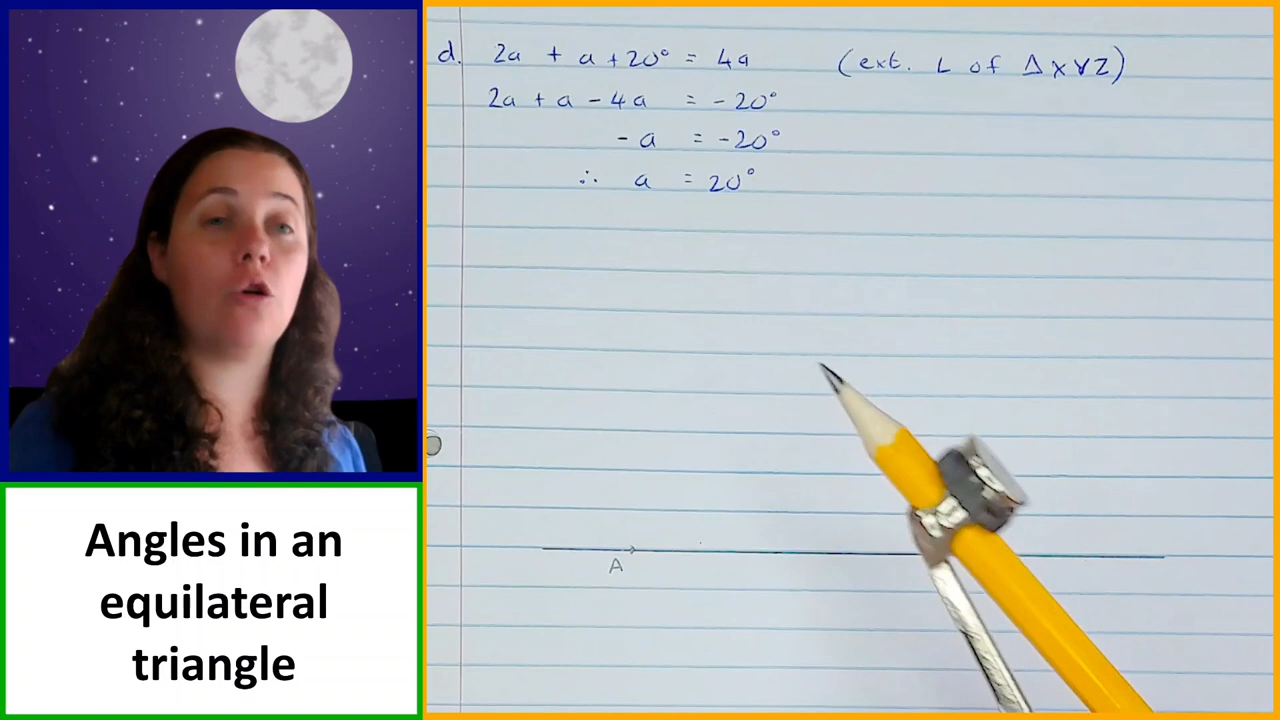 d. 2a + a + 20° = 4a (ext. ∠ of Δ XYZ)
2a + a - 4a = -20°
- a = -20°
∴ a = 20°
A
Angles in an
equilateral
triangle